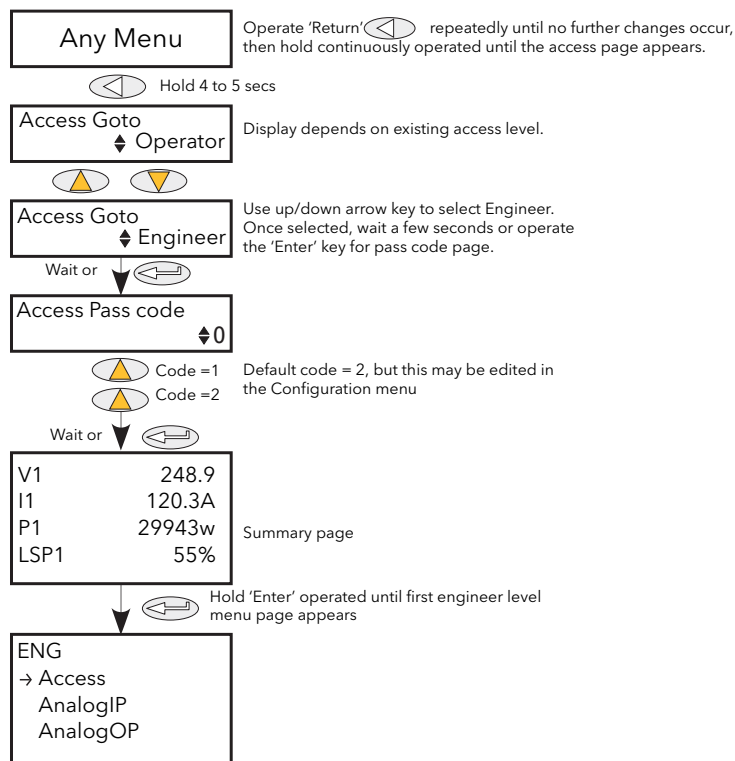 Any Menu
Operate ‘Return’ repeatedly until no further changes occur,
then hold continuously operated until the access page appears.
Hold 4 to 5 secs
Access Goto
Operator
Display depends on existing access level.
Access Goto
Engineer
Use up/down arrow key to select Engineer.
Once selected, wait a few seconds or operate
the ‘Enter’ key for pass code page.
Wait or
Access Pass code
0
Code =1
Code =2
Default code = 2, but this may be edited in
the Configuration menu
Wait or
V1 248.9
I1 120.3A
P1 29943w
LSP1 55%
Summary page
Hold ‘Enter’ operated until first engineer level
menu page appears
ENG
→ Access
AnalogIP
AnalogOP